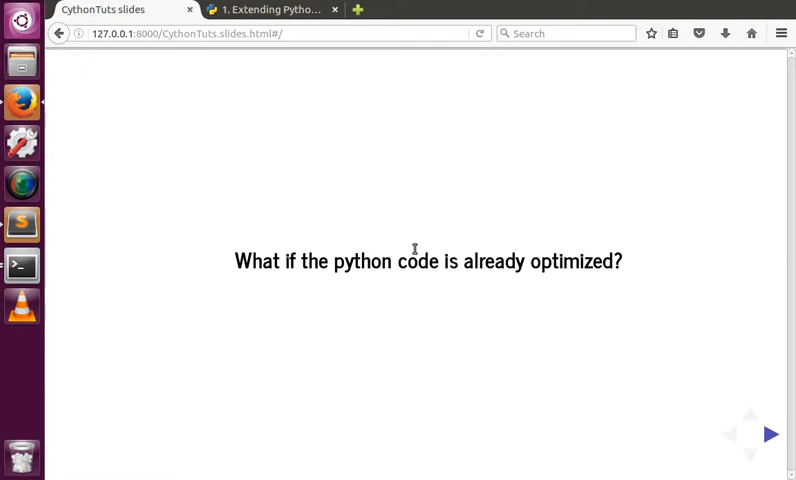 CythonTuts slides
1. Extending Pytho...
127.0.0.1:8000/CythonTuts.slides.html#/
Search
What if the python code is already optimized?